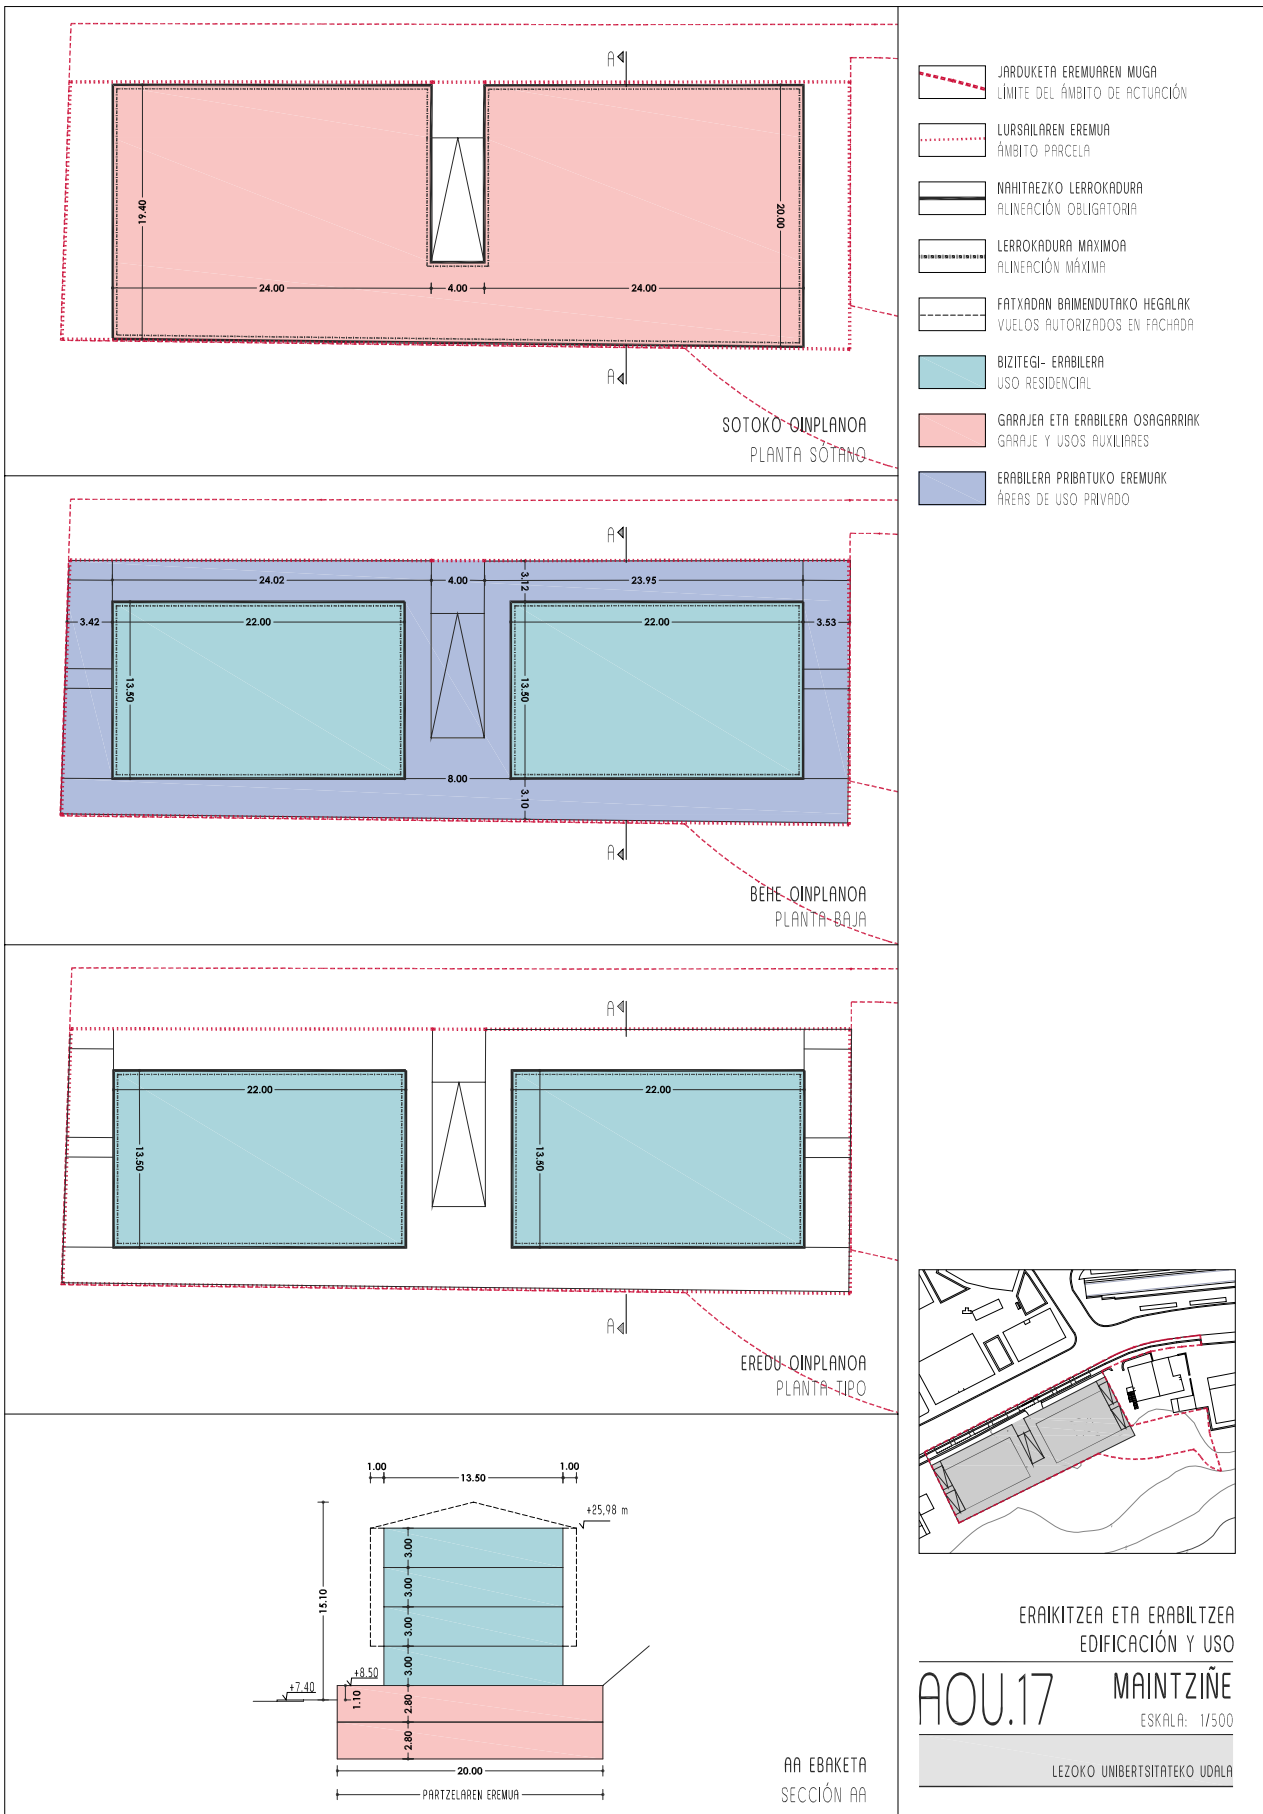 A
19.40
20.00
24.00
4.00
24.00
A
SOTOKO OINPLANOA
PLANTA SÓTANO
A
24.02
4.00
3.12
23.95
3.42
22.00
22.00
3.53
13.50
13.50
8.00
3.10
A
BEHE OINPLANOA
PLANTA BAJA
A
22.00
22.00
13.50
13.50
A
EREDU OINPLANOA
PLANTA TIPO
1.00
13.50
1.00
+25,98 m
3.00
3.00
3.00
3.00
15.10
+8.50
+7.40
1.10
2.80
2.80
20.00
PARTZELAREN EREMUA
AA EBAKETA
SECCIÓN AA
JARDUKETA EREMUAREN MUGA
LÍMITE DEL ÁMBITO DE ACTUACIÓN
LURSAILAREN EREMUA
ÁMBITO PARCELA
NAHITAEZKO LERROKADURA
ALINEACIÓN OBLIGATORIA
LERROKADURA MAXIMOA
ALINEACIÓN MÁXIMA
FATXADAN BAIMENDUTAKO HEGALAK
VUELOS AUTORIZADOS EN FACHADA
BIZITEGI- ERABILERA
USO RESIDENCIAL
GARAJEA ETA ERABILERA OSAGARRIAK
GARAJE Y USOS AUXILIARES
ERABILERA PRIBATUKO EREMUAK
ÁREAS DE USO PRIVADO
ERAIKITZEA ETA ERABILTZEA
EDIFICACIÓN Y USO
AOU.17 MAINTZIÑE
ESKALA: 1/500
LEZOKO UNIBERTSITATEKO UDALA